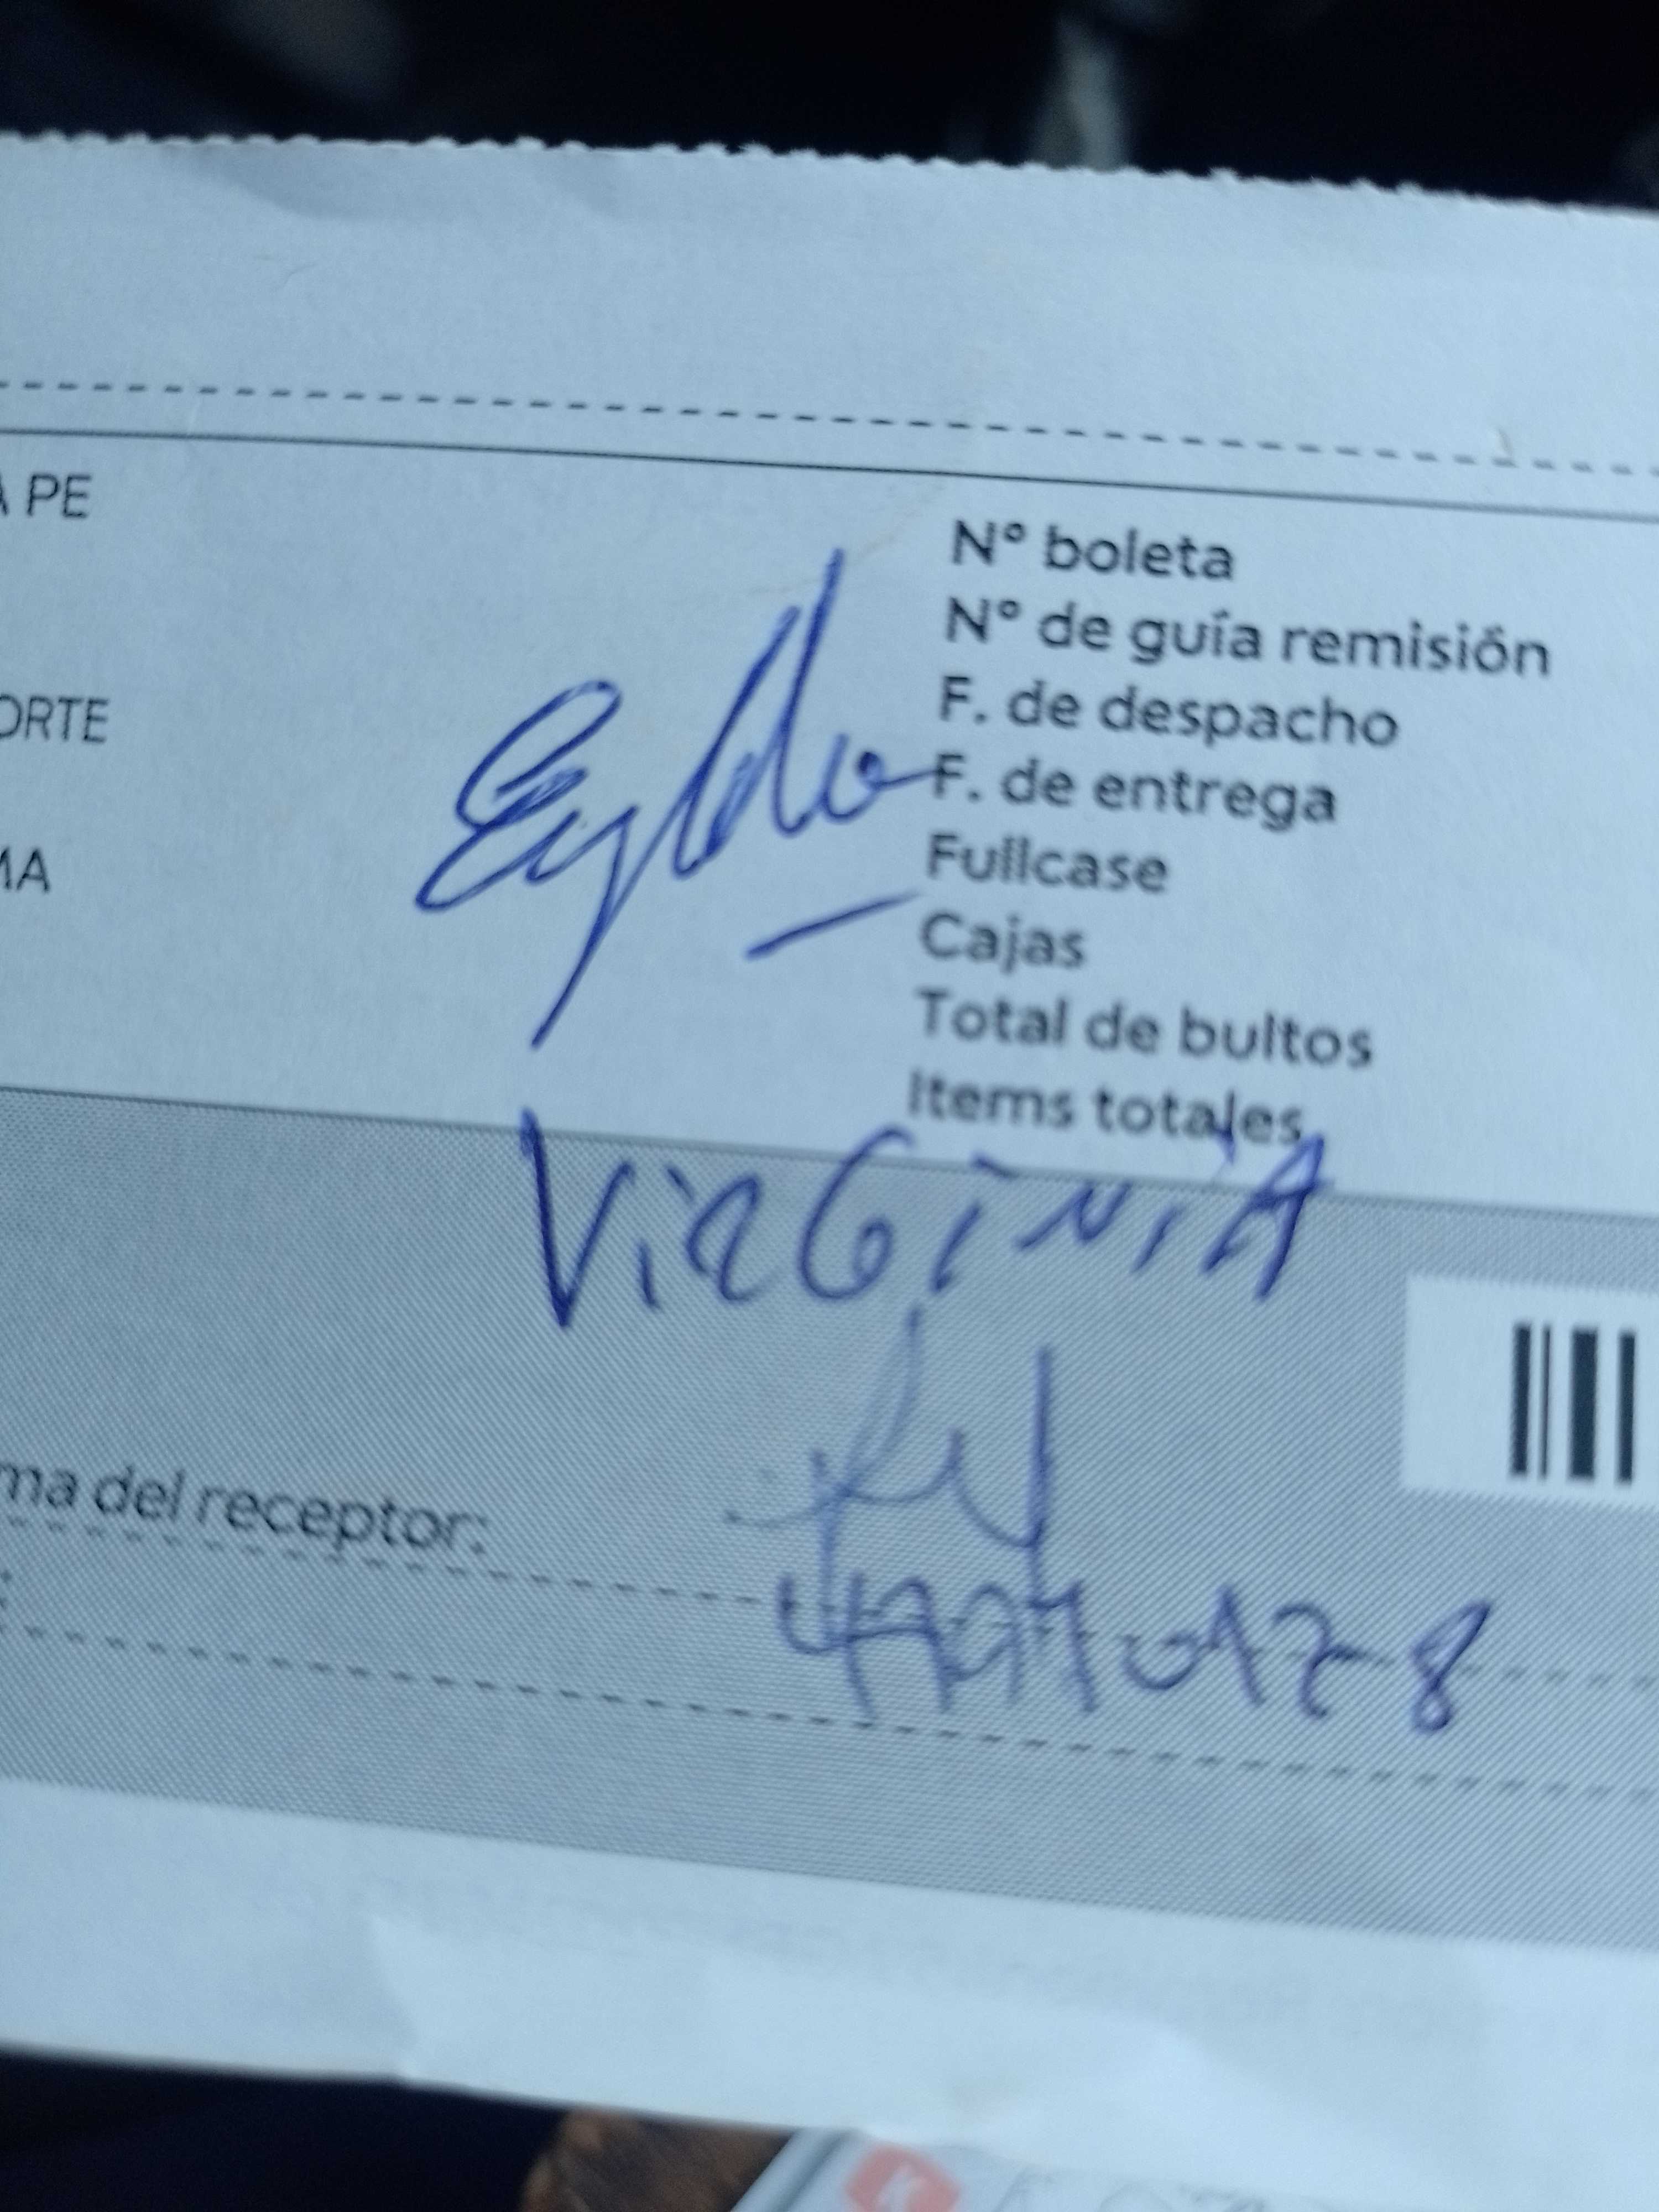 A PE
ORTE
MA
N° boleta
N° de guía remisión
F. de despacho
F. de entrega
Fullcase
Cajas
Total de bultos
Items totales
VIRGINIA
ma del receptor:
:
K